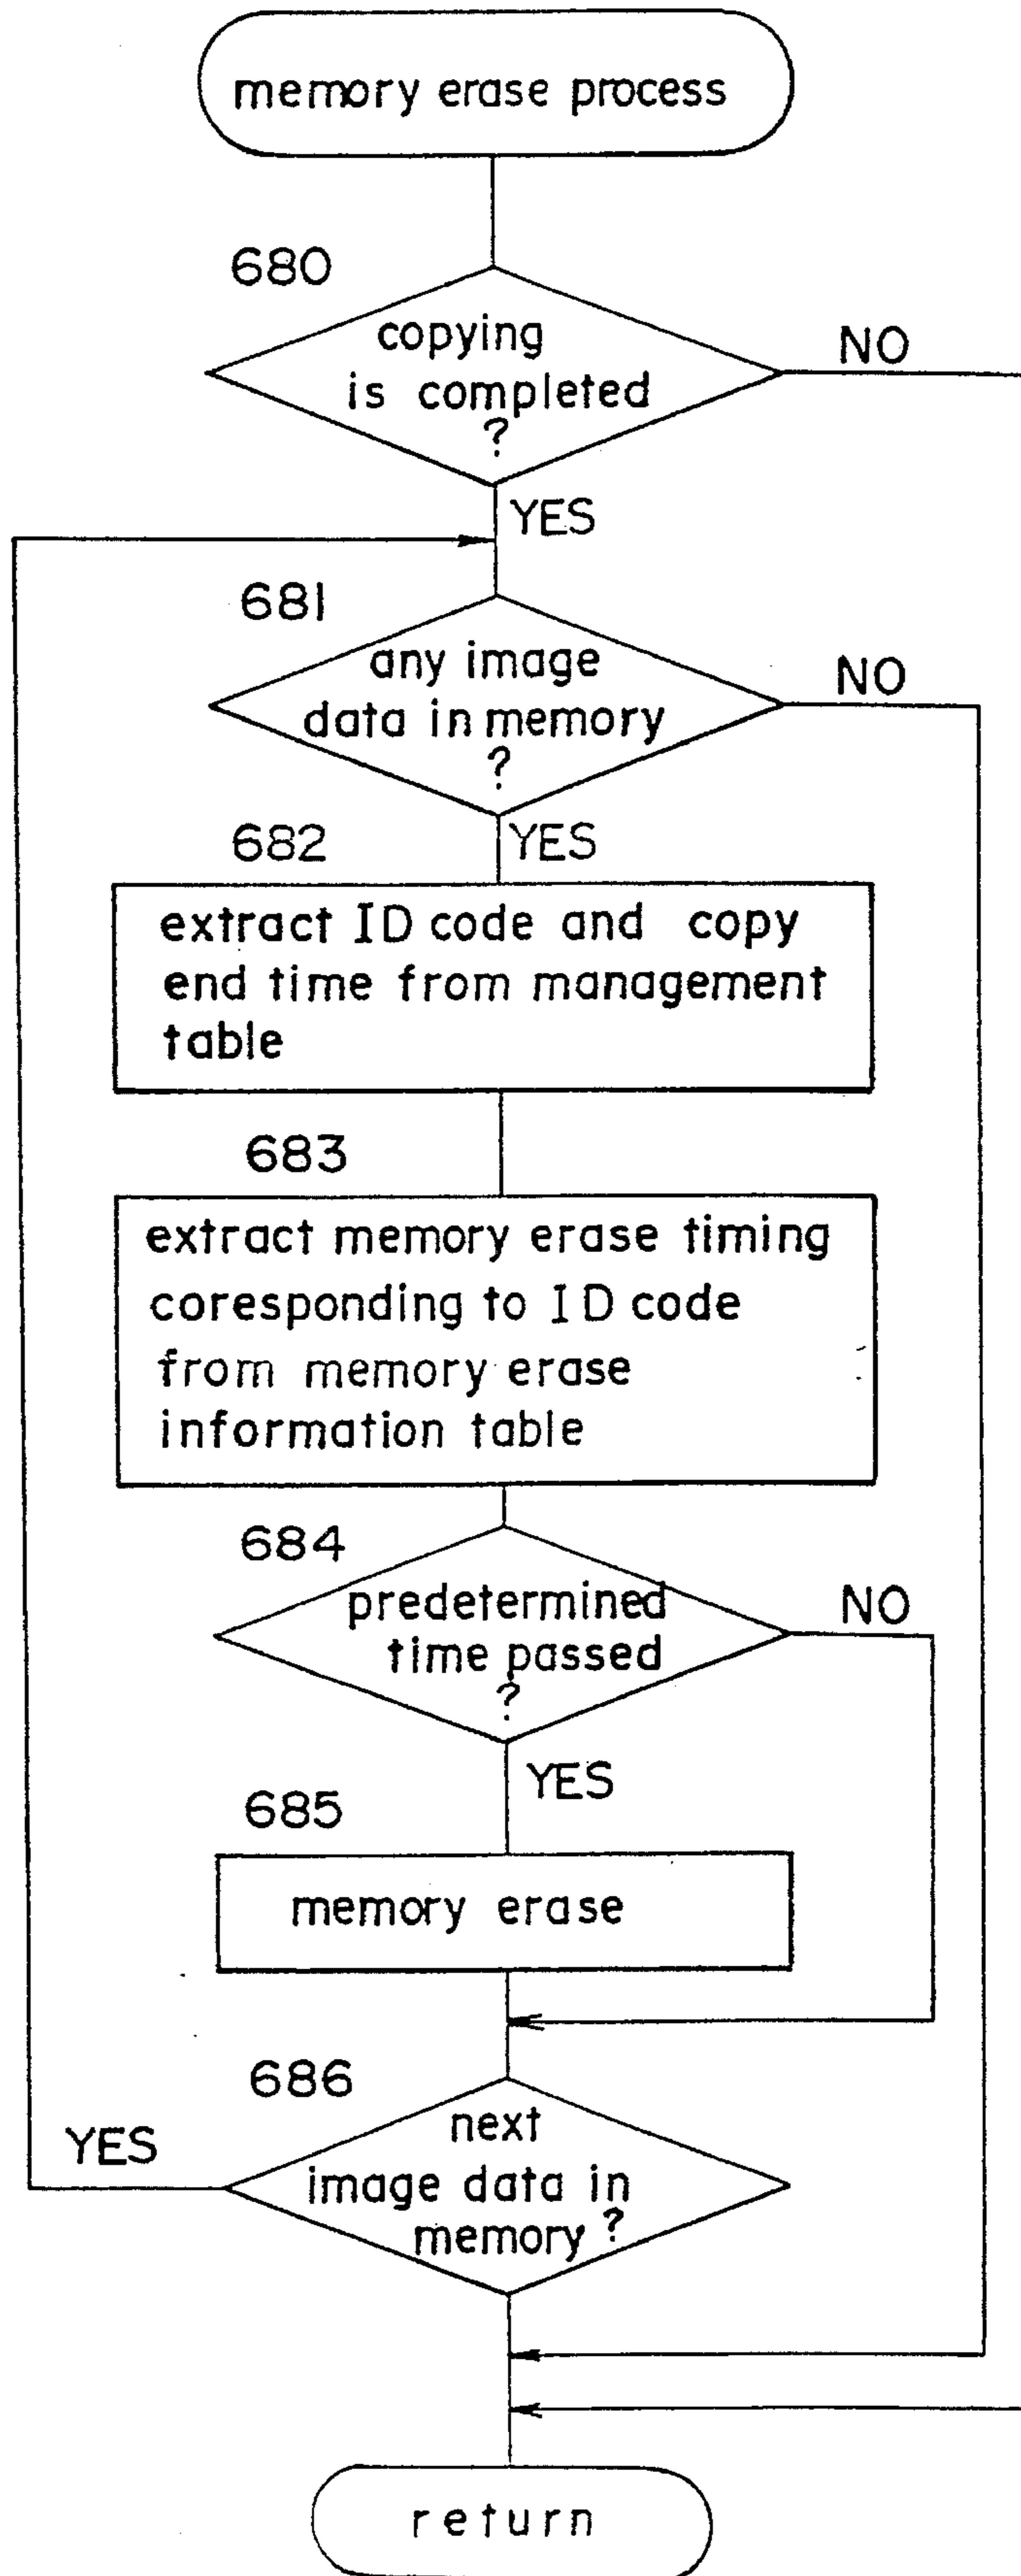 memory erase process
680
copying
is completed
?
NO
YES
681
any image
data in memory
?
NO
YES
682
extract ID code and copy
end time from management
table
683
extract memory erase timing
coresponding to ID code
from memory erase
information table
684
predetermined
time passed
?
NO
YES
685
memory erase
686
next
image data in
memory ?
YES
return